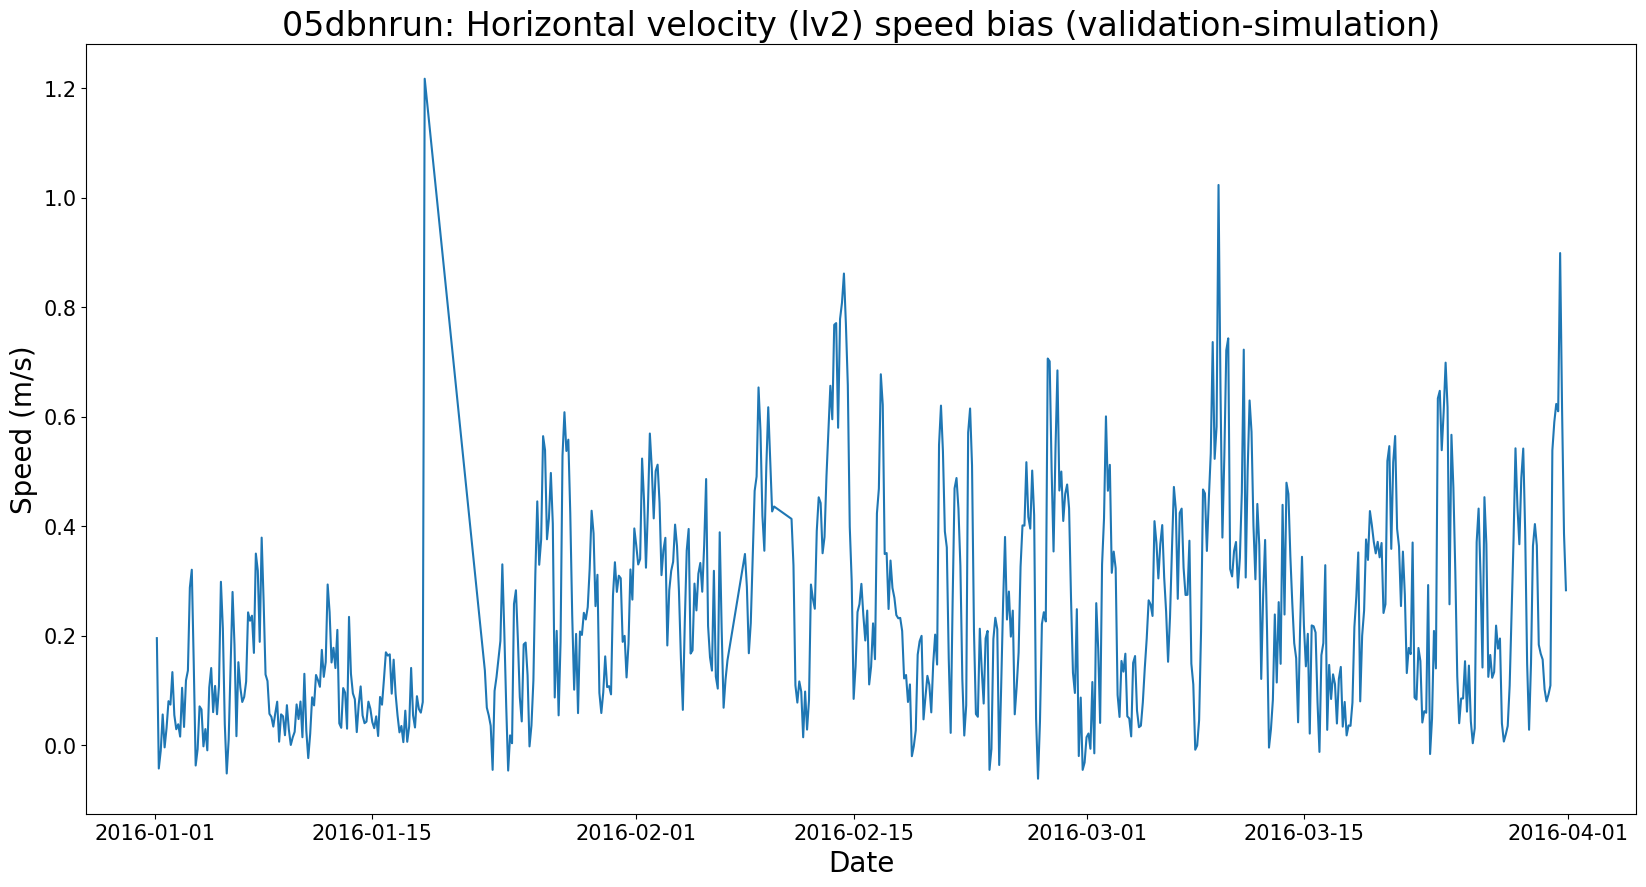 05dbnrun: Horizontal velocity (lv2) speed bias (validation-simulation)
Speed (m/s)
1.2
1.0
0.8
0.6
0.4
0.2
0.0
2016-01-01 2016-01-15 2016-02-01 2016-02-15 2016-03-01 2016-03-15 2016-04-01
Date